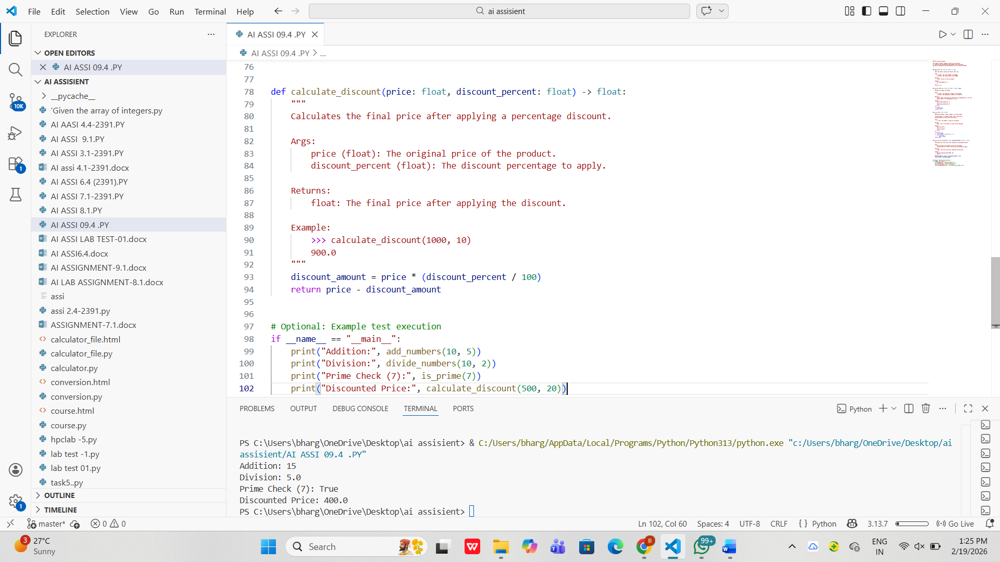 File Edit Selection View Go Run Terminal Help
ai assisient
EXPLORER
OPEN EDITORS
AI ASSI 09.4 .PY
AI ASSISIENT
__pycache__
'Given the array of integers.py
AI AASI 4.4-2391.PY
AI ASSI  9.1.PY
AI ASSI 3.1-2391.PY
AI assi 4.1-2391.docx
AI ASSI 6.4 (2391).PY
AI ASSI 7.1-2391.PY
AI ASSI 8.1.PY
AI ASSI 09.4 .PY
AI ASSI LAB TEST-01.docx
AI ASSI6.4.docx
AI ASSIGNMENT-9.1.docx
AI LAB ASSIGNMENT-8.1.docx
assi
assi 2.4-2391.py
ASSIGNMENT-7.1.docx
calculator_file.html
calculator_file.py
calculator.py
conversion.html
conversion.py
course.html
course.py
hpclab -5.py
lab test -1.py
lab test 01.py
task5..py
OUTLINE
TIMELINE
10K
1
1
AI ASSI 09.4 .PY
AI ASSI 09.4 .PY > ...
76
77
78 def calculate_discount(price: float, discount_percent: float) -> float:
79     """
80     Calculates the final price after applying a percentage discount.
81
82     Args:
83         price (float): The original price of the product.
84         discount_percent (float): The discount percentage to apply.
85
86     Returns:
87         float: The final price after applying the discount.
88
89     Example:
90         >>> calculate_discount(1000, 10)
91         900.0
92     """
93     discount_amount = price * (discount_percent / 100)
94     return price - discount_amount
95
96
97 # Optional: Example test execution
98 if __name__ == "__main__":
99     print("Addition:", add_numbers(10, 5))
100     print("Division:", divide_numbers(10, 2))
101     print("Prime Check (7):", is_prime(7))
102     print("Discounted Price:", calculate_discount(500, 20))
PROBLEMS OUTPUT DEBUG CONSOLE TERMINAL PORTS
Python
PS C:\Users\bharg\OneDrive\Desktop\ai assisient> & C:/Users/bharg/AppData/Local/Programs/Python/Python313/python.exe "c:/Users/bharg/OneDrive/Desktop/ai
assisient/AI ASSI 09.4 .PY"
Addition: 15
Division: 5.0
Prime Check (7): True
Discounted Price: 400.0
PS C:\Users\bharg\OneDrive\Desktop\ai assisient>
master* 0 0 Ln 102, Col 60 Spaces: 4 UTF-8 CRLF { } Python 3.13.7 Go Live
3
27°C
Sunny
Search
B
99+
ENG
IN
1:25 PM
2/19/2026